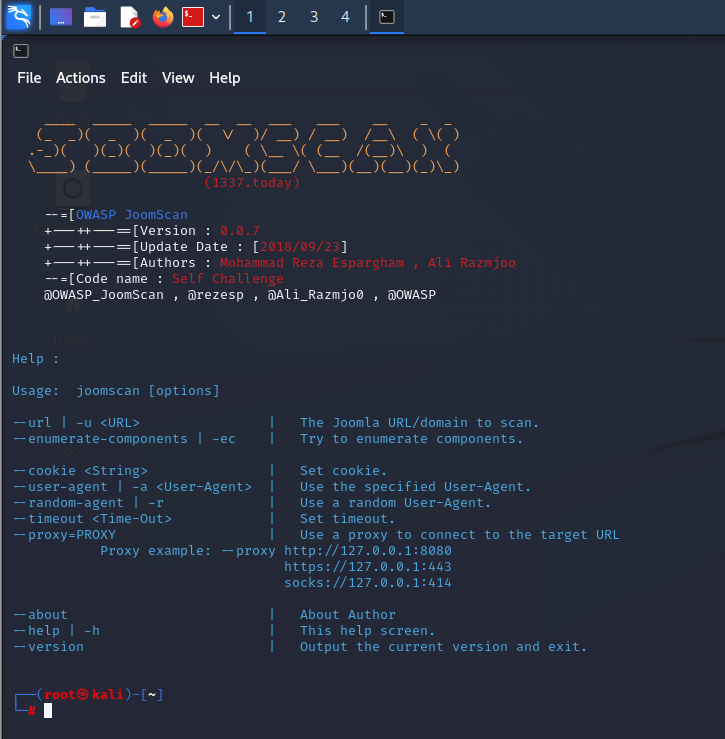 1 2 3 4
File Actions Edit View Help
(1337.today)
--=[OWASP JoomScan
+---++---==[Version : 0.0.7
+---++---==[Update Date : [2018/09/23]
+---++---==[Authors : Mohammad Reza Espargham , Ali Razmjoo
--=[Code name : Self Challenge
@OWASP_JoomScan , @rezesp , @Ali_Razmjo0 , @OWASP
Home
Help :
Usage: joomscan [options]
--url | -u <URL> | The Joomla URL/domain to scan.
--enumerate-components | -ec | Try to enumerate components.
--cookie <String> | Set cookie.
--user-agent | -a <User-Agent> | Use the specified User-Agent.
--random-agent | -r | Use a random User-Agent.
--timeout <Time-Out> | Set timeout.
--proxy=PROXY | Use a proxy to connect to the target URL
Proxy example: --proxy http://127.0.0.1:8080
https://127.0.0.1:443
socks://127.0.0.1:414
--about | About Author
--help | -h | This help screen.
--version | Output the current version and exit.
┌──(root㉿kali)-[~]
└─#